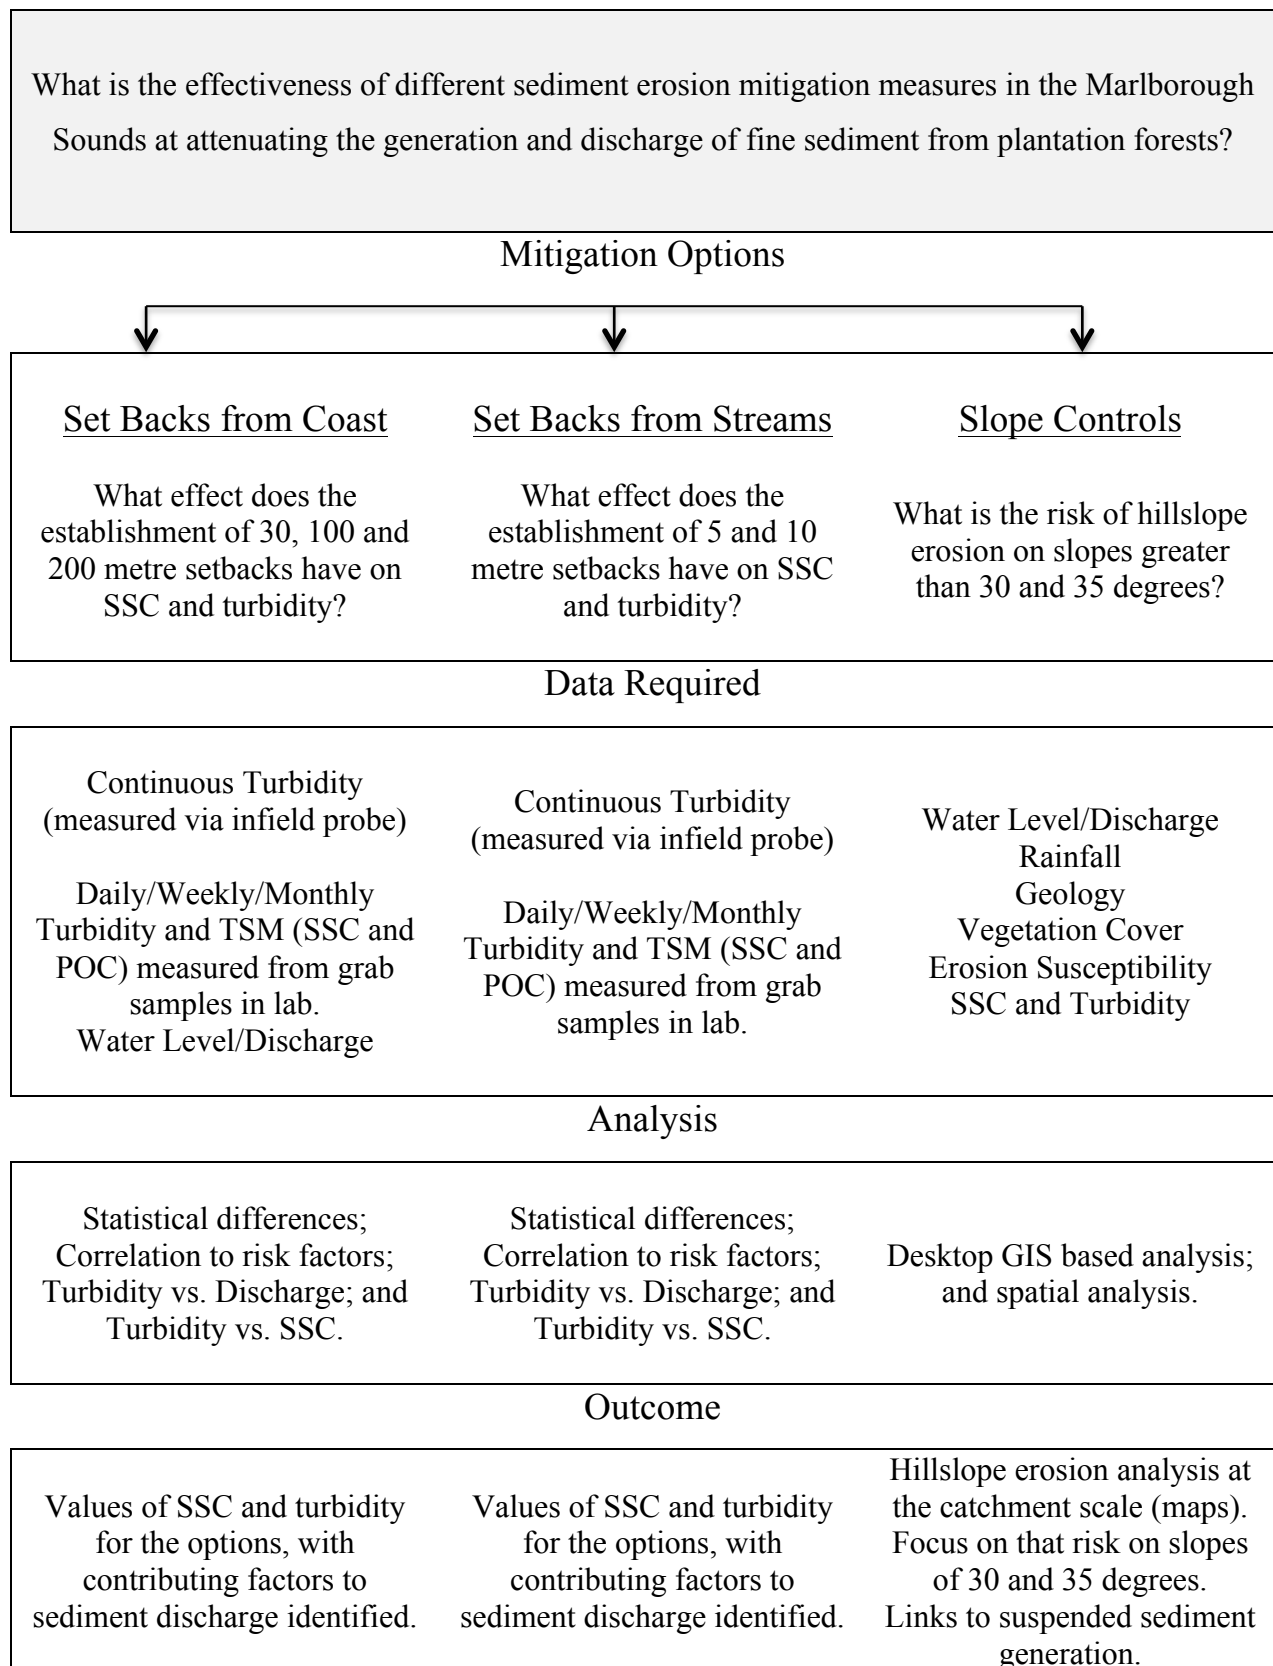 What is the effectiveness of different sediment erosion mitigation measures in the Marlborough
Sounds at attenuating the generation and discharge of fine sediment from plantation forests?
Mitigation Options
Set Backs from Coast
What effect does the
establishment of 30, 100 and
200 metre setbacks have on
SSC and turbidity?
Set Backs from Streams
What effect does the
establishment of 5 and 10
metre setbacks have on SSC
and turbidity?
Slope Controls
What is the risk of hillslope
erosion on slopes greater
than 30 and 35 degrees?
Data Required
Continuous Turbidity
(measured via infield probe)
Daily/Weekly/Monthly
Turbidity and TSM (SSC and
POC) measured from grab
samples in lab.
Water Level/Discharge
Continuous Turbidity
(measured via infield probe)
Daily/Weekly/Monthly
Turbidity and TSM (SSC and
POC) measured from grab
samples in lab.
Water Level/Discharge
Rainfall
Geology
Vegetation Cover
Erosion Susceptibility
SSC and Turbidity
Analysis
Statistical differences;
Correlation to risk factors;
Turbidity vs. Discharge; and
Turbidity vs. SSC.
Statistical differences;
Correlation to risk factors;
Turbidity vs. Discharge; and
Turbidity vs. SSC.
Desktop GIS based analysis;
and spatial analysis.
Outcome
Values of SSC and turbidity
for the options, with
contributing factors to
sediment discharge identified.
Values of SSC and turbidity
for the options, with
contributing factors to
sediment discharge identified.
Hillslope erosion analysis at
the catchment scale (maps).
Focus on that risk on slopes
of 30 and 35 degrees.
Links to suspended sediment
generation.